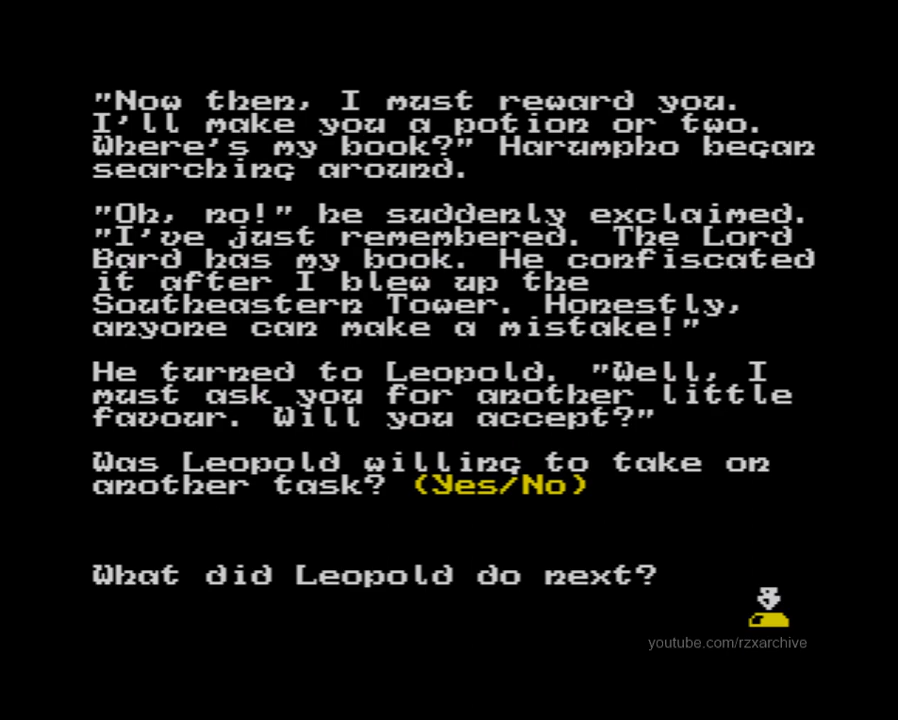 "Now then, I must reward you.
I'll make you a potion or two.
Where's my book?" Harumpho began
searching around.
"Oh, no!" he suddenly exclaimed.
"I've just remembered. The Lord
Bard has my book. He confiscated
it after I blew up the
Southeastern Tower. Honestly,
anyone can make a mistake!"
He turned to Leopold. "Well, I
must ask you for another little
favour. Will you accept?"
Was Leopold willing to take on
another task? (Yes/No)
What did Leopold do next?
youtube.com/rzxarchive